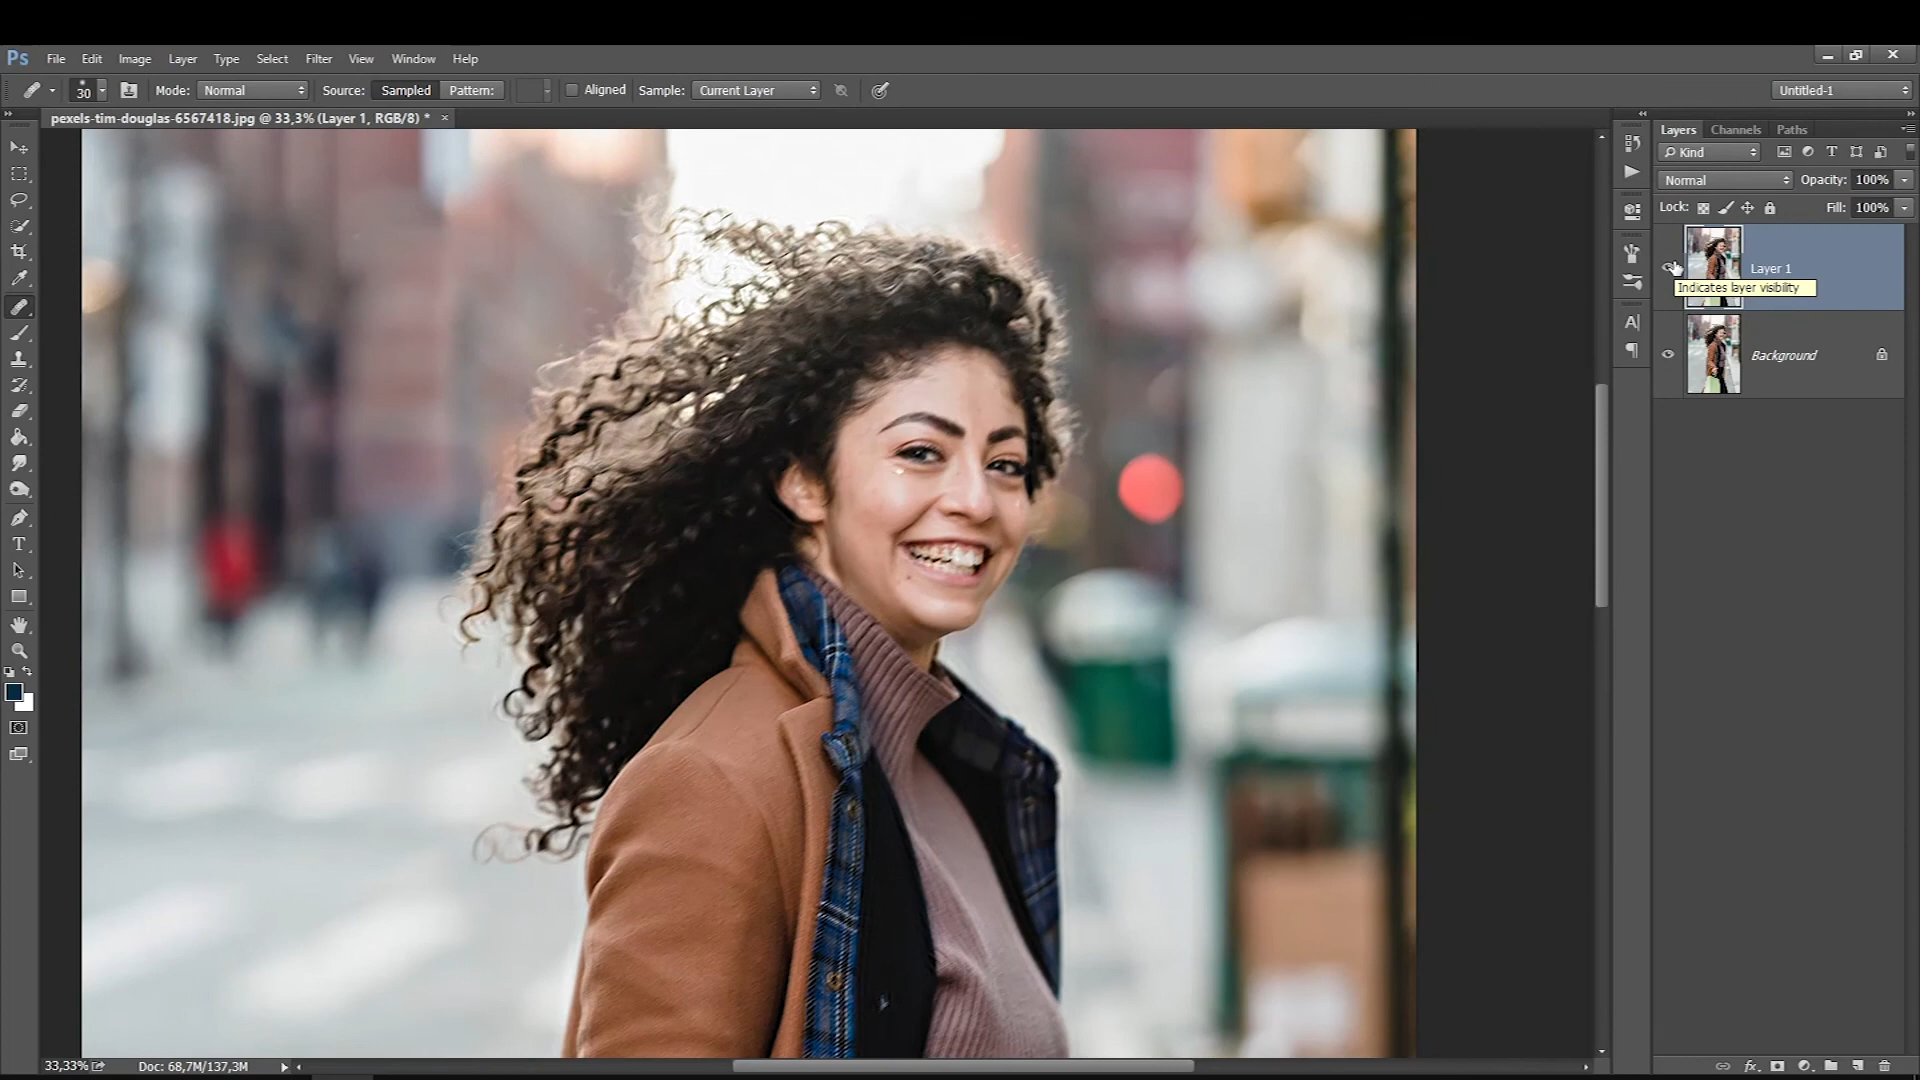 Ps File Edit Image Layer Type Select Filter View Window Help
30 Mode: Normal Source: Sampled Pattern: Aligned Sample: Current Layer Untitled-1
pexels-tim-douglas-6567418.jpg @ 33,3% (Layer 1, RGB/8) * ×
Layers Channels Paths
Kind
Normal Opacity: 100%
Lock: Fill: 100%
Layer 1
Indicates layer visibility
Background
33,33% Doc: 68,7M/137,3M